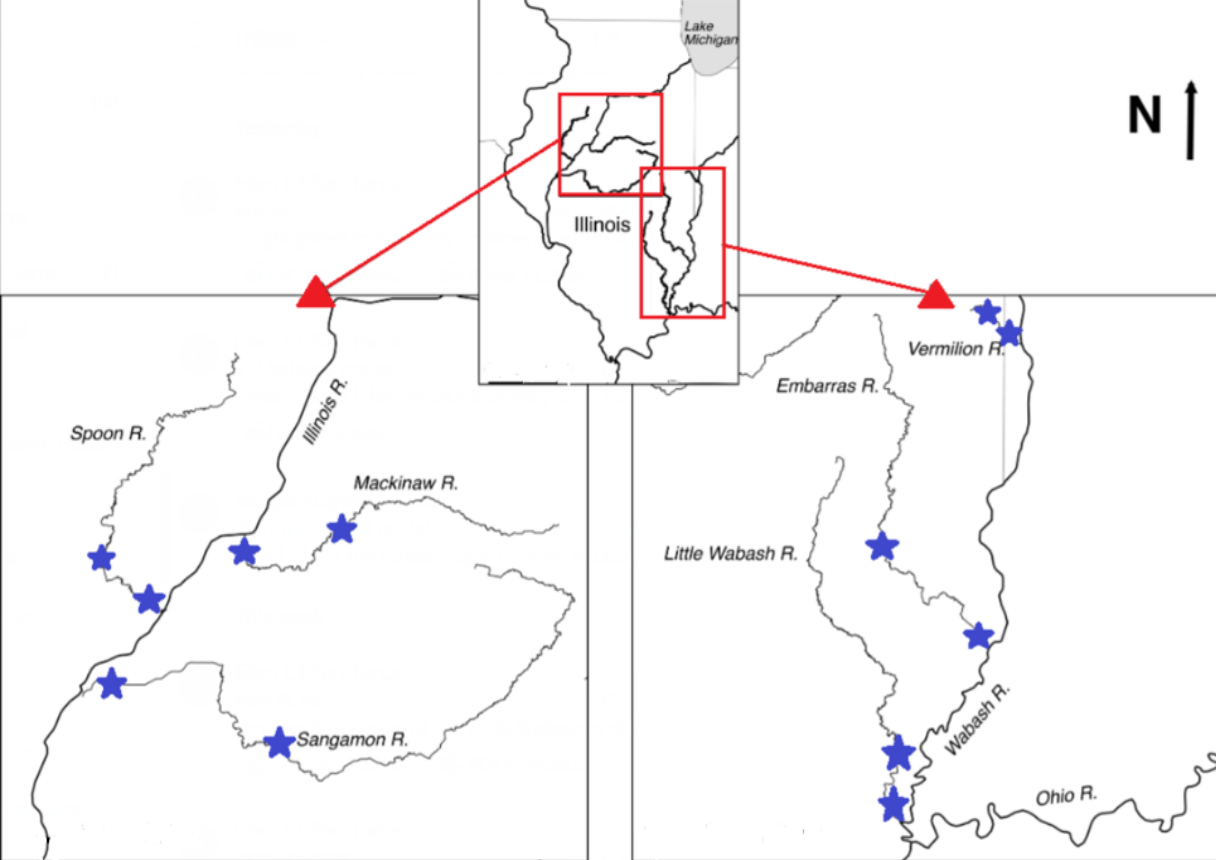 Lake
Michigan
N
Illinois
Spoon R.
Illinois R.
Mackinaw R.
Sangamon R.
Vermilion R.
Embarras R.
Little Wabash R.
Wabash R.
Ohio R.